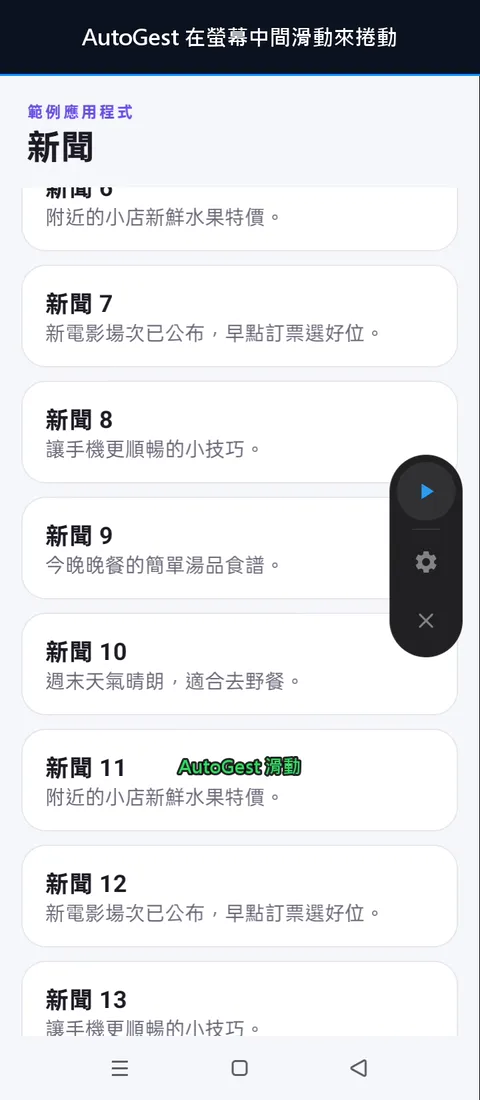 AutoGest 在螢幕中間滑動來捲動
範例應用程式
新聞
新聞 6
附近的小店新鮮水果特價。
新聞 7
新電影場次已公布，早點訂票選好位。
新聞 8
讓手機更順暢的小技巧。
新聞 9
今晚晚餐的簡單湯品食譜。
新聞 10
週末天氣晴朗，適合去野餐。
新聞 11
AutoGest 滑動
附近的小店新鮮水果特價。
新聞 12
新電影場次已公布，早點訂票選好位。
新聞 13
讓手機更順暢的小技巧。